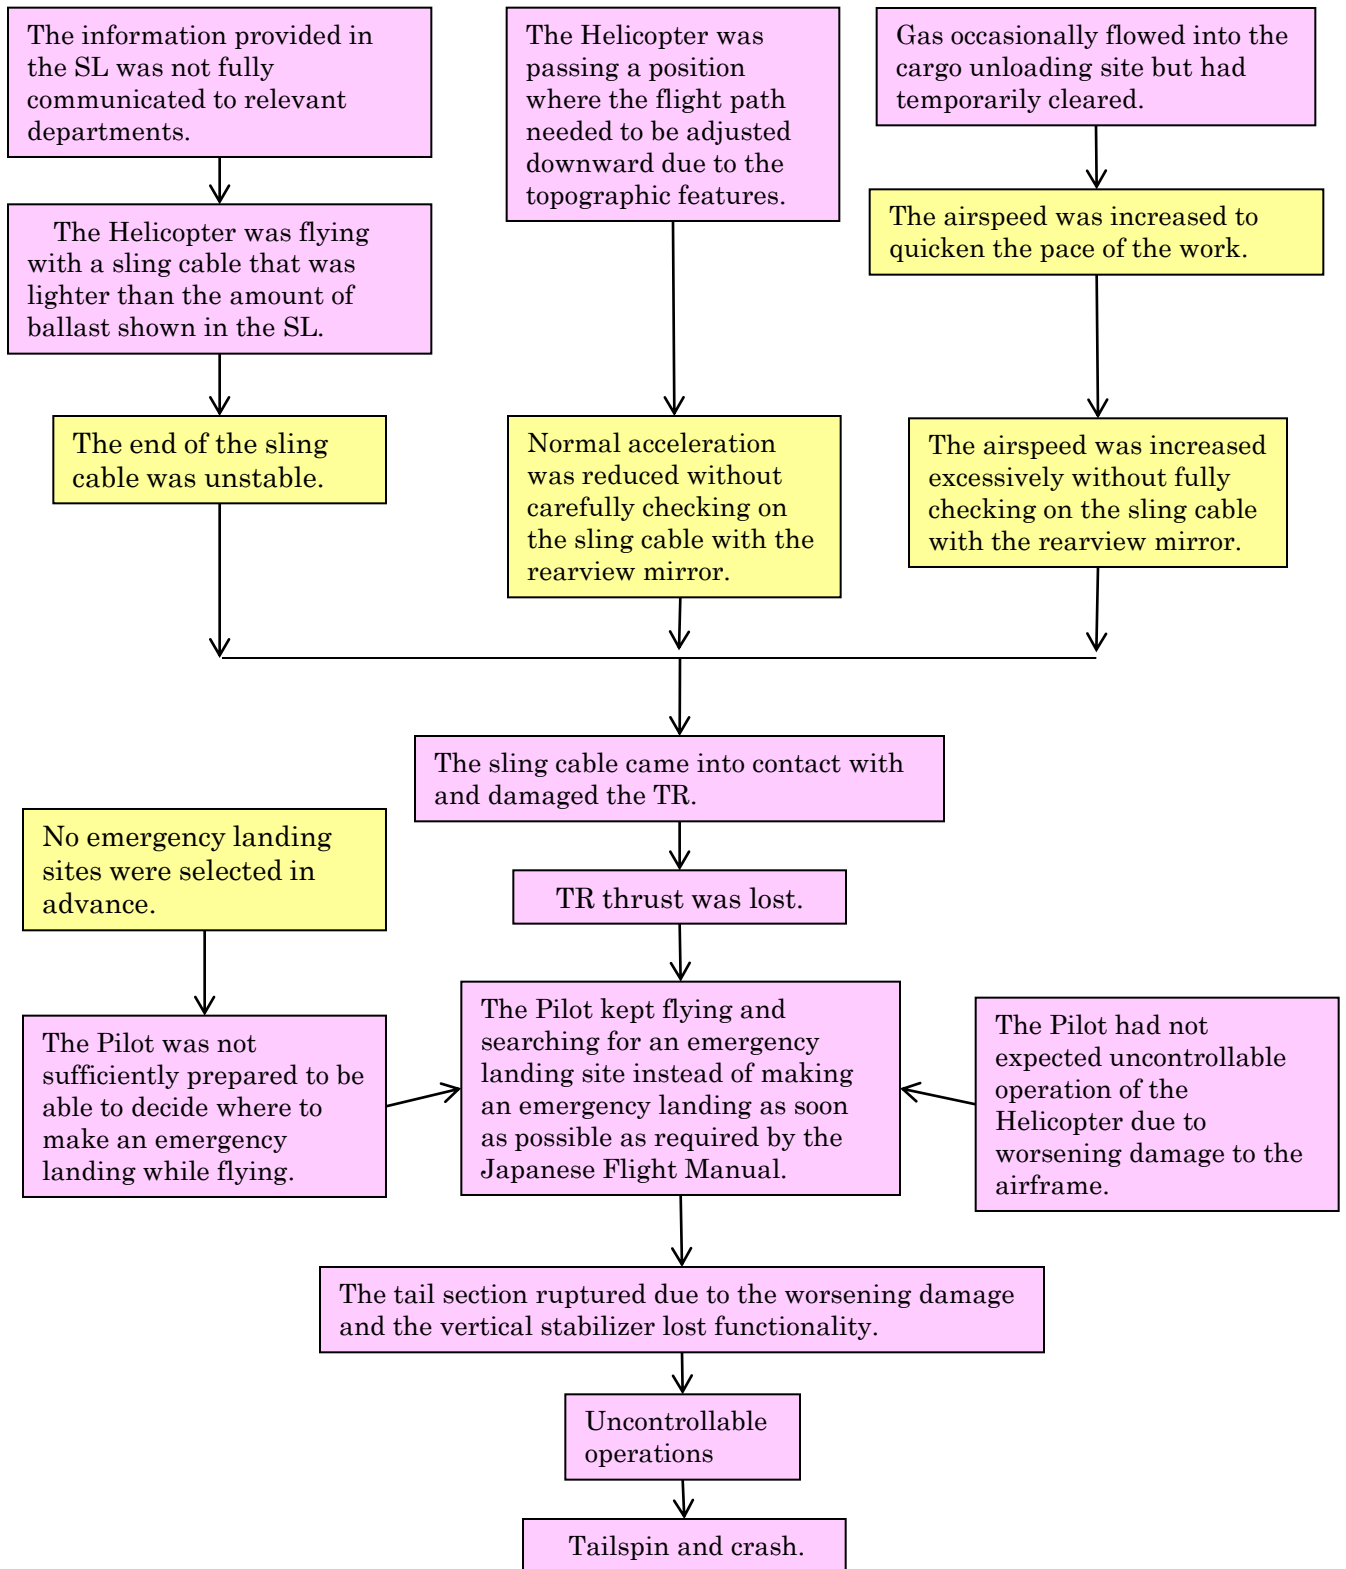 The information provided in
the SL was not fully
communicated to relevant
departments.
The Helicopter was
passing a position
where the flight path
needed to be adjusted
downward due to the
topographic features.
Gas occasionally flowed into the
cargo unloading site but had
temporarily cleared.
The Helicopter was flying
with a sling cable that was
lighter than the amount of
ballast shown in the SL.
The airspeed was increased to
quicken the pace of the work.
The end of the sling
cable was unstable.
Normal acceleration
was reduced without
carefully checking on
the sling cable with the
rearview mirror.
The airspeed was increased
excessively without fully
checking on the sling cable
with the rearview mirror.
The sling cable came into contact with
and damaged the TR.
No emergency landing
sites were selected in
advance.
TR thrust was lost.
The Pilot was not
sufficiently prepared to be
able to decide where to
make an emergency
landing while flying.
The Pilot kept flying and
searching for an emergency
landing site instead of making
an emergency landing as soon
as possible as required by the
Japanese Flight Manual.
The Pilot had not
expected uncontrollable
operation of the
Helicopter due to
worsening damage to the
airframe.
The tail section ruptured due to the worsening damage
and the vertical stabilizer lost functionality.
Uncontrollable
operations
Tailspin and crash.